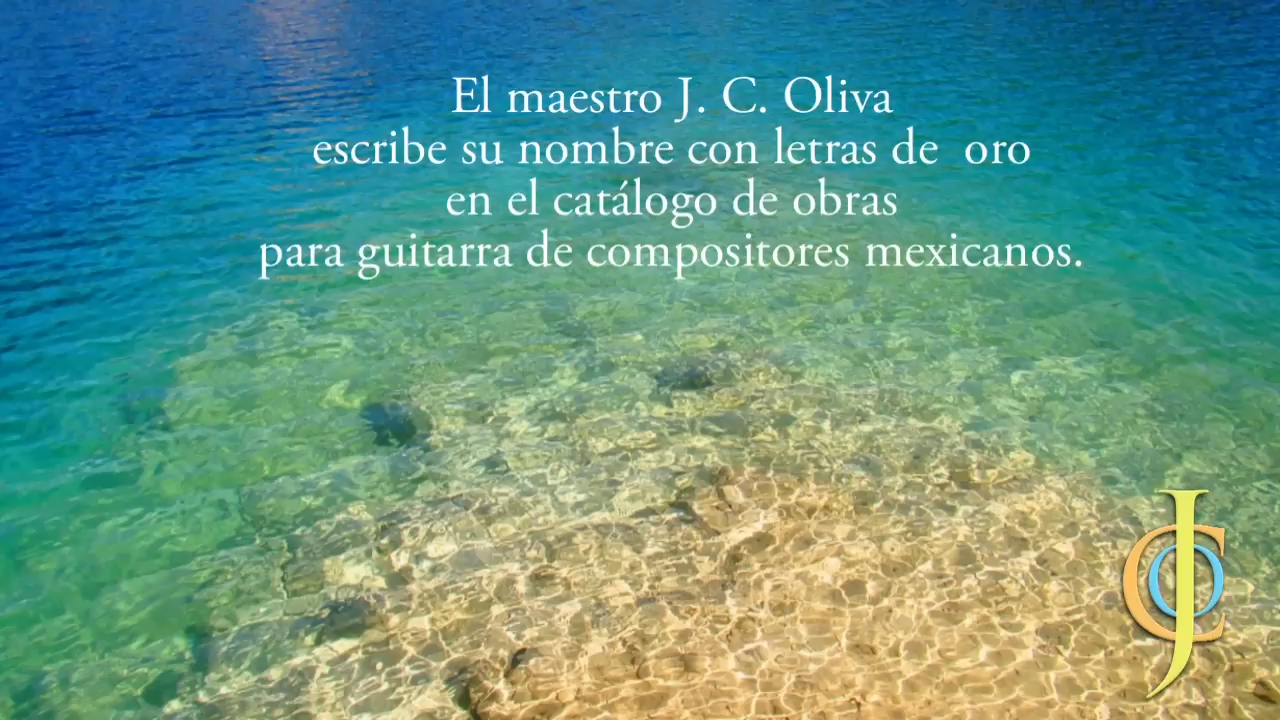 El maestro J. C. Oliva
escribe su nombre con letras de  oro
en el catálogo de obras
para guitarra de compositores mexicanos.
JCO